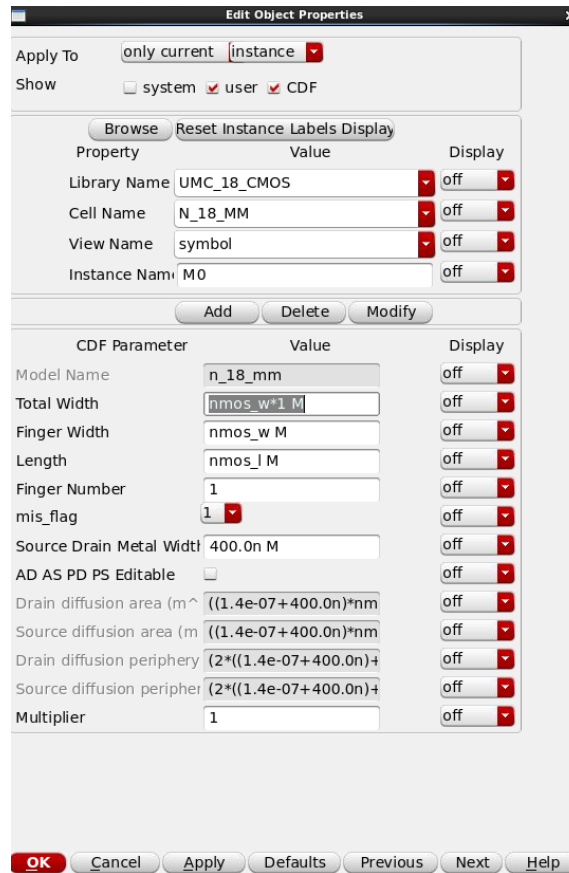 Edit Object Properties
Apply To only current instance
Show system user CDF
Browse Reset Instance Labels Display
Property Value Display
Library Name UMC_18_CMOS off
Cell Name N_18_MM off
View Name symbol off
Instance Nam M0 off
Add Delete Modify
CDF Parameter Value Display
Model Name n_18_mm off
Total Width nmos_w*1 M off
Finger Width nmos_w M off
Length nmos_l M off
Finger Number 1 off
mis_flag 1 off
Source Drain Metal Widt 400.0n M off
AD AS PD PS Editable off
Drain diffusion area (m^ ((1.4e-07+400.0n)*nm off
Source diffusion area (m ((1.4e-07+400.0n)*nm off
Drain diffusion periphery (2*((1.4e-07+400.0n)+ off
Source diffusion peripher (2*((1.4e-07+400.0n)+ off
Multiplier 1 off
OK Cancel Apply Defaults Previous Next Help